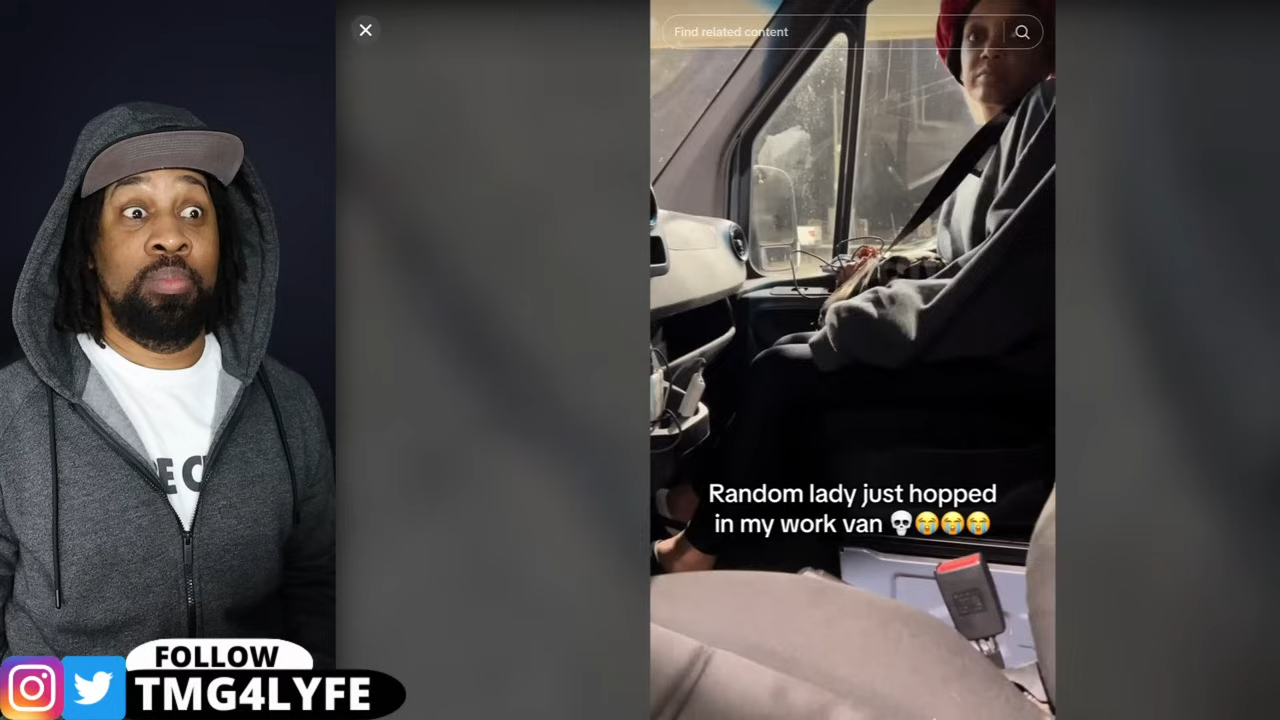 Find related content
Random lady just hopped
in my work van 💀😭😭😭
E C
FOLLOW
TMG4LYFE